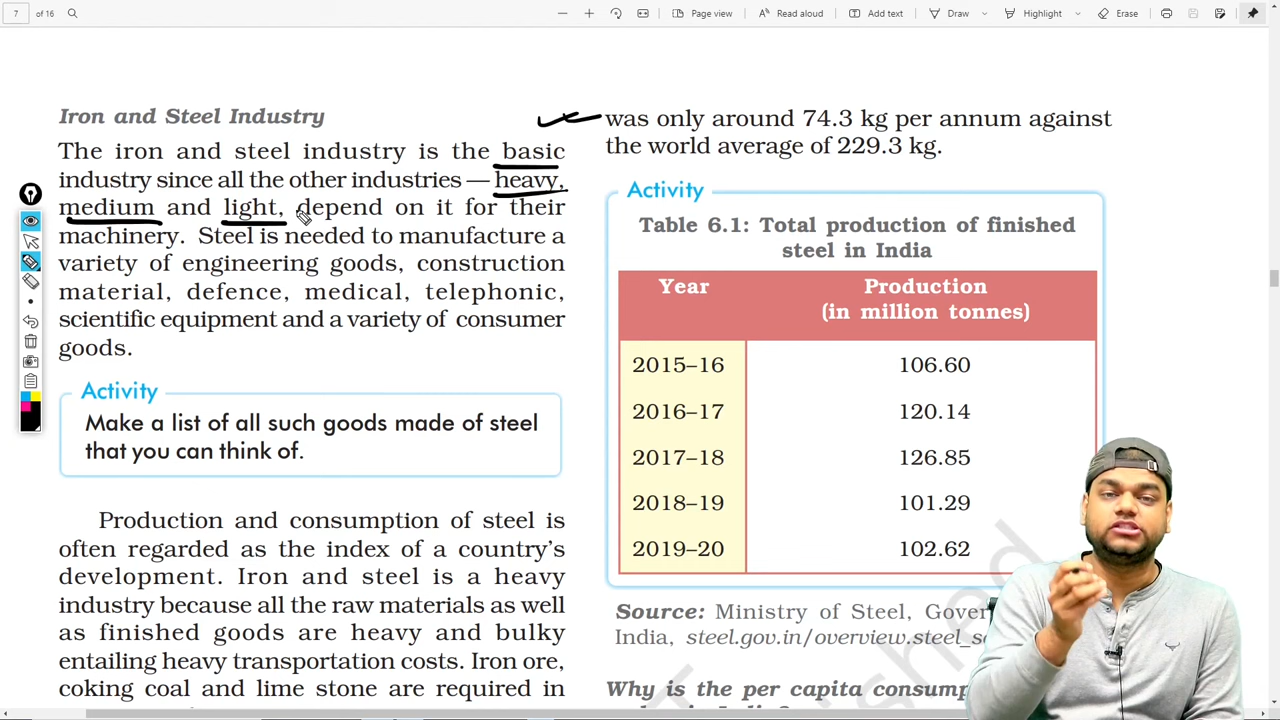 7 of 16
Page view
Read aloud
Add text
Draw
Highlight
Erase
Iron and Steel Industry
The iron and steel industry is the basic
industry since all the other industries — heavy,
medium and light, depend on it for their
machinery. Steel is needed to manufacture a
variety of engineering goods, construction
material, defence, medical, telephonic,
scientific equipment and a variety of consumer
goods.
Activity
Make a list of all such goods made of steel
that you can think of.
Production and consumption of steel is
often regarded as the index of a country's
development. Iron and steel is a heavy
industry because all the raw materials as well
as finished goods are heavy and bulky
entailing heavy transportation costs. Iron ore,
coking coal and lime stone are required in
was only around 74.3 kg per annum against
the world average of 229.3 kg.
Activity
Table 6.1: Total production of finished
steel in India
Year Production
(in million tonnes)
2015–16 106.60
2016–17 120.14
2017–18 126.85
2018–19 101.29
2019–20 102.62
Source: Ministry of Steel,
India, steel.gov.in/overview.steel_
Why is the per capita